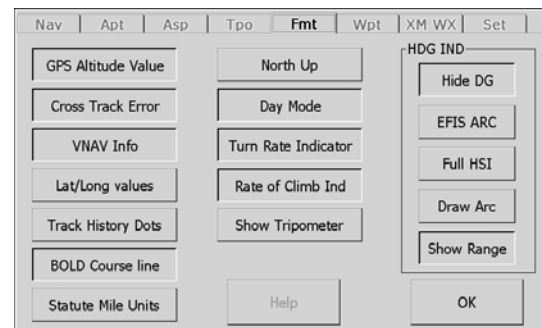 Nav Apt Asp Tpo Fmt Wpt XM WX Set
GPS Altitude Value
Cross Track Error
VNAV Info
Lat/Long values
Track History Dots
BOLD Course line
Statute Mile Units
North Up
Day Mode
Turn Rate Indicator
Rate of Climb Ind
Show Tripometer
Help
HDG IND
Hide DG
EFIS ARC
Full HSI
Draw Arc
Show Range
OK